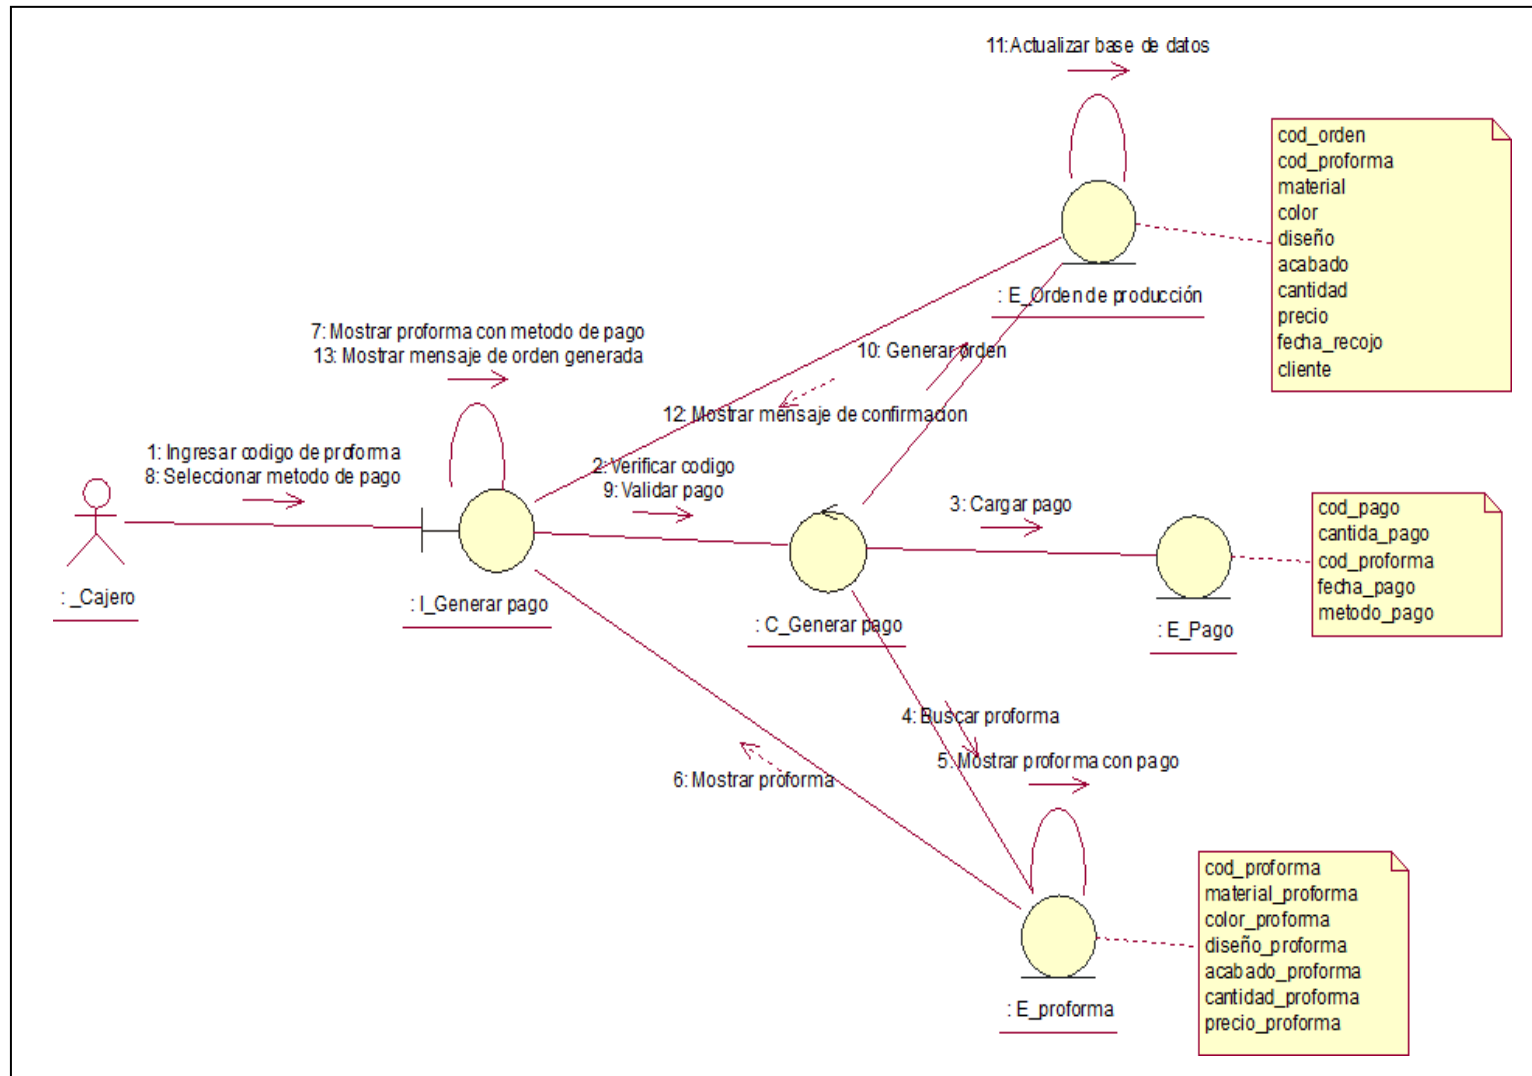 11:Actualizar base de datos
cod_orden
cod_proforma
material
color
diseño
acabado
cantidad
precio
fecha_recojo
cliente
: E_Orden de producción
7: Mostrar proforma con metodo de pago
13: Mostrar mensaje de orden generada
10: Generar orden
12: Mostrar mensaje de confirmacion
1: Ingresar codigo de proforma
8: Seleccionar metodo de pago
2: Verificar codigo
9: Validar pago
3: Cargar pago
cod_pago
cantida_pago
cod_proforma
fecha_pago
metodo_pago
: _Cajero
: I_Generar pago
: C_Generar pago
: E_Pago
4: Buscar proforma
5: Mostrar proforma con pago
6: Mostrar proforma
cod_proforma
material_proforma
color_proforma
diseño_proforma
acabado_proforma
cantidad_proforma
precio_proforma
: E_proforma